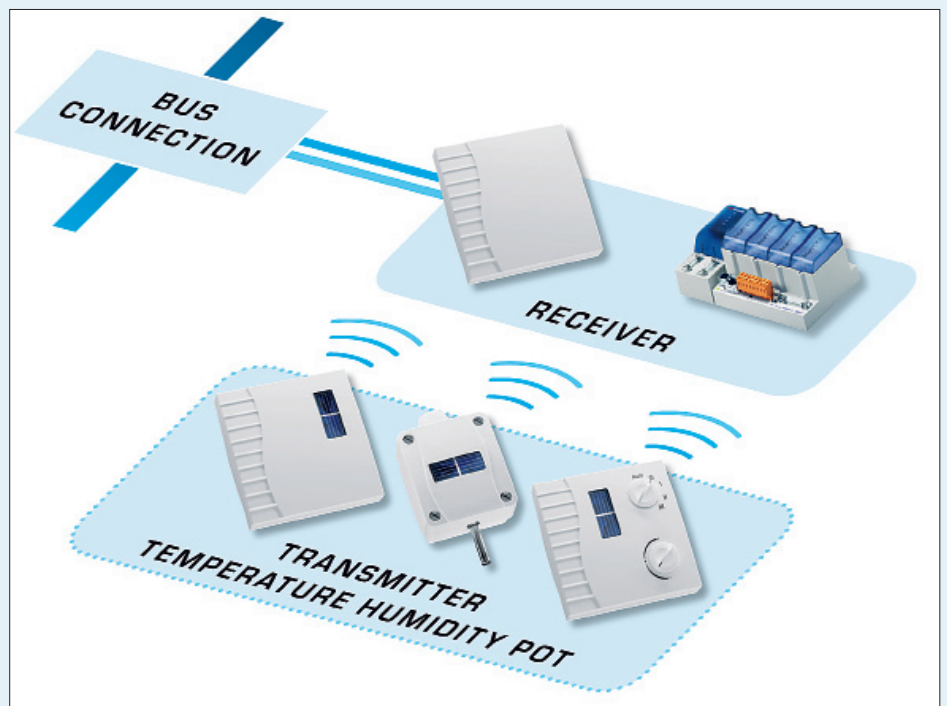 BUS
CONNECTION
RECEIVER
TRANSMITTER
TEMPERATURE HUMIDITY POT